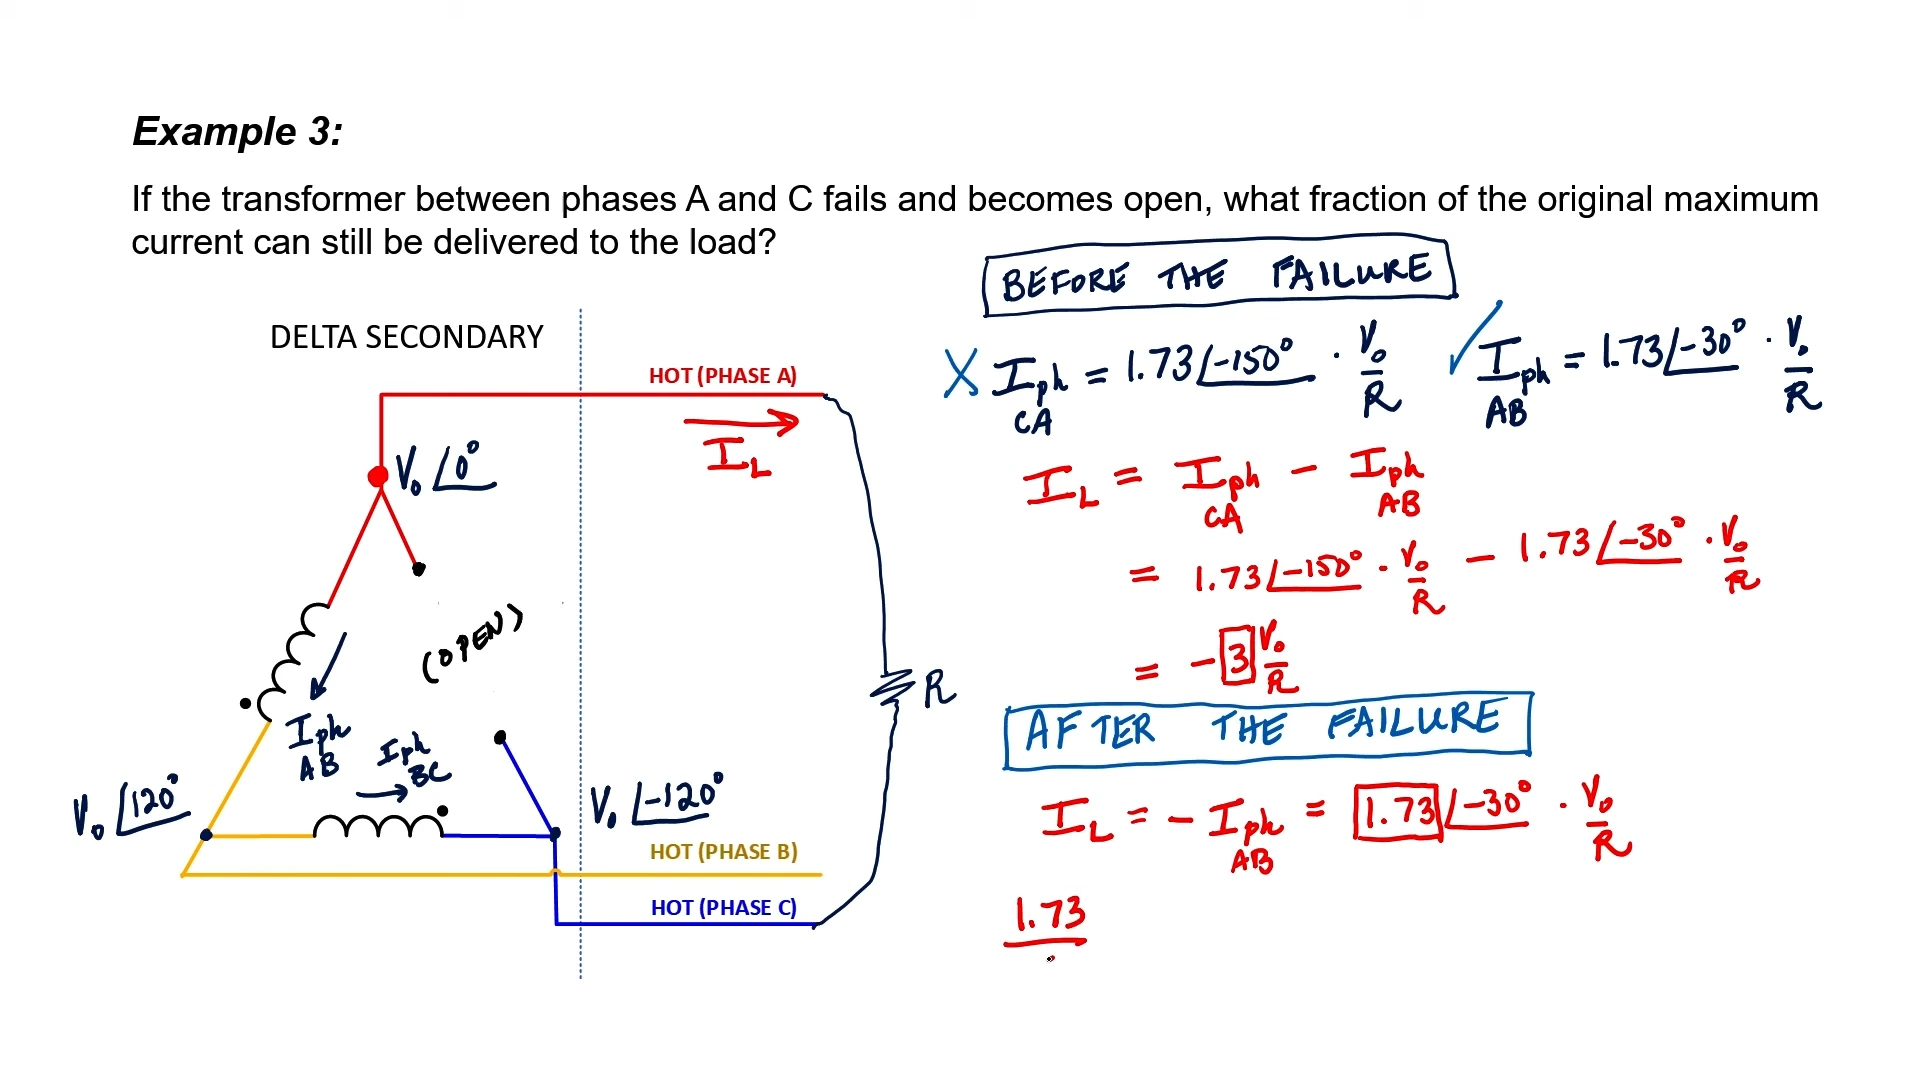 Example 3:
If the transformer between phases A and C fails and becomes open, what fraction of the original maximum
current can still be delivered to the load?
BEFORE THE FAILURE
DELTA SECONDARY
HOT (PHASE A)
I_L
V₀ ∠0°
(OPEN)
R
I_ph AB
I_ph BC
V₀ ∠120°
V₀ ∠-120°
HOT (PHASE B)
HOT (PHASE C)
X I_ph CA = 1.73∠-150° · V₀/R
✓ I_ph AB = 1.73∠-30° · V₀/R
I_L = I_ph CA - I_ph AB
= 1.73∠-150° · V₀/R - 1.73∠-30° · V₀/R
= -3 V₀/R
AFTER THE FAILURE
I_L = - I_ph AB = 1.73∠-30° · V₀/R
1.73